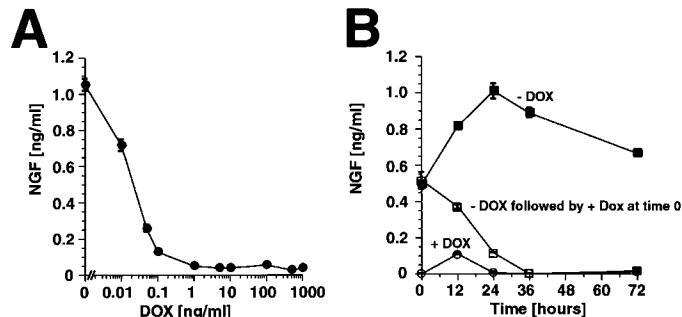 A
B
1.2
1.0
0.8
0.6
0.4
0.2
0
NGF [ng/ml]
0 0.01 0.1 1 10 100 1000
DOX [ng/ml]
1.2
1.0
0.8
0.6
0.4
0.2
0
NGF [ng/ml]
- DOX
- DOX followed by + Dox at time 0
+ DOX
0 12 24 36 48 60 72
Time [hours]